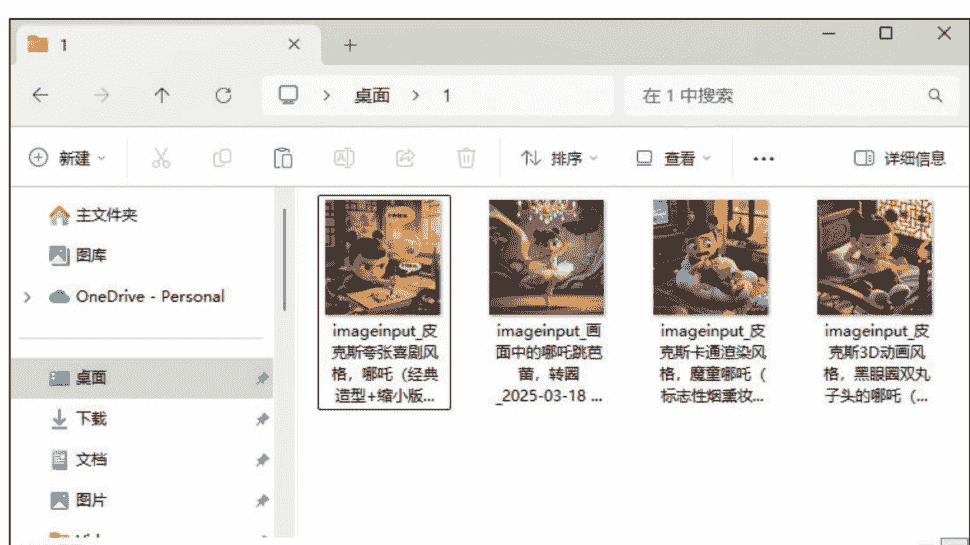 1
桌面 > 1
在 1 中搜索
新建
排序
查看
详细信息
主文件夹
图库
OneDrive - Personal
桌面
下载
文档
图片
imageinput_皮
克斯夸张喜剧风
格，哪吒（经典
造型+缩小版...
imageinput_画
面中的哪吒跳芭
蕾，转圆
_2025-03-18 ...
imageinput_皮
克斯卡通渲染风
格，魔童哪吒（
标志性烟熏妆...
imageinput_皮
克斯3D动画风
格，黑眼圆双丸
子头的哪吒（...